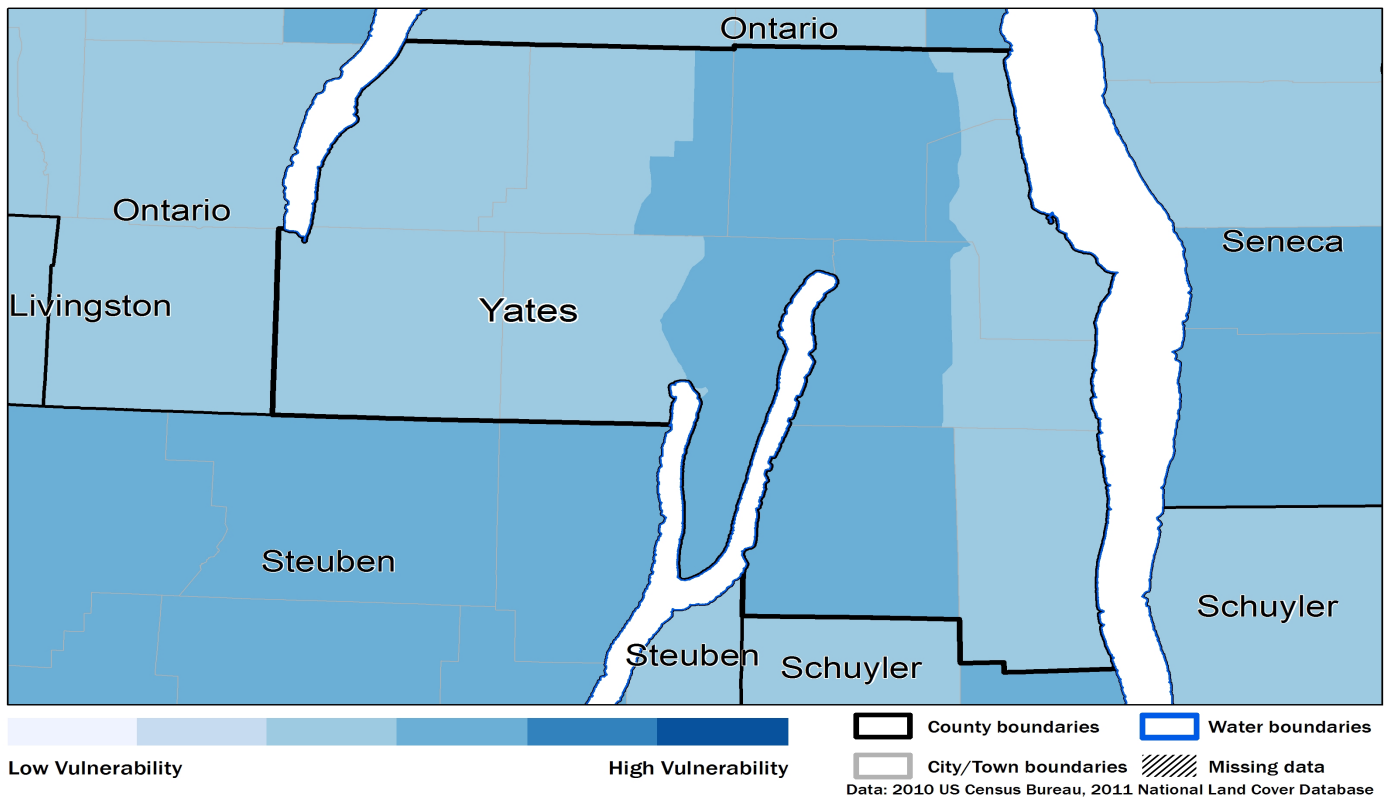 Ontario
Ontario
Seneca
Livingston
Yates
Steuben
Schuyler
Steuben
Schuyler
Low Vulnerability
High Vulnerability
County boundaries
Water boundaries
City/Town boundaries
Missing data
Data: 2010 US Census Bureau, 2011 National Land Cover Database